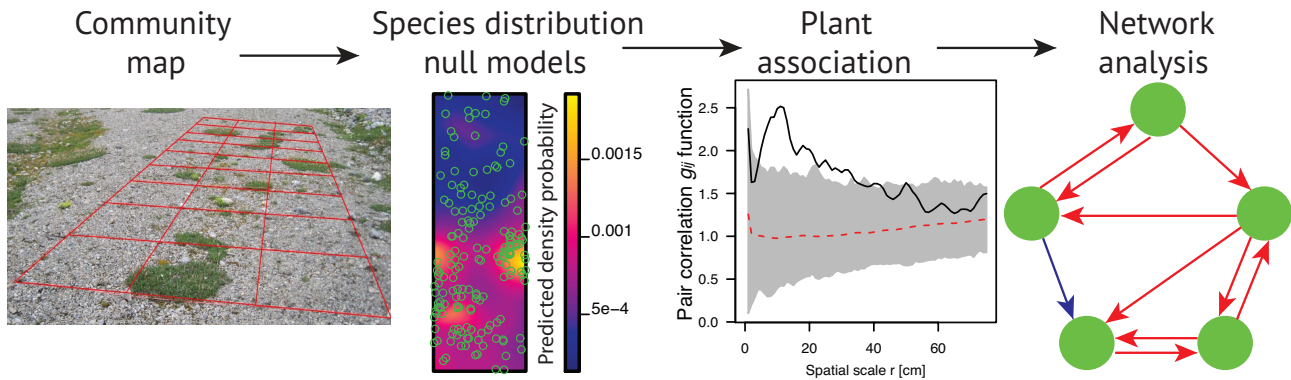 Community
map
Species distribution
null models
Plant
association
Network
analysis
Predicted density probability
0.0015
0.001
5e−4
Pair correlation gij function
2.5
2.0
1.5
1.0
0.5
0.0
0 20 40 60
Spatial scale r [cm]